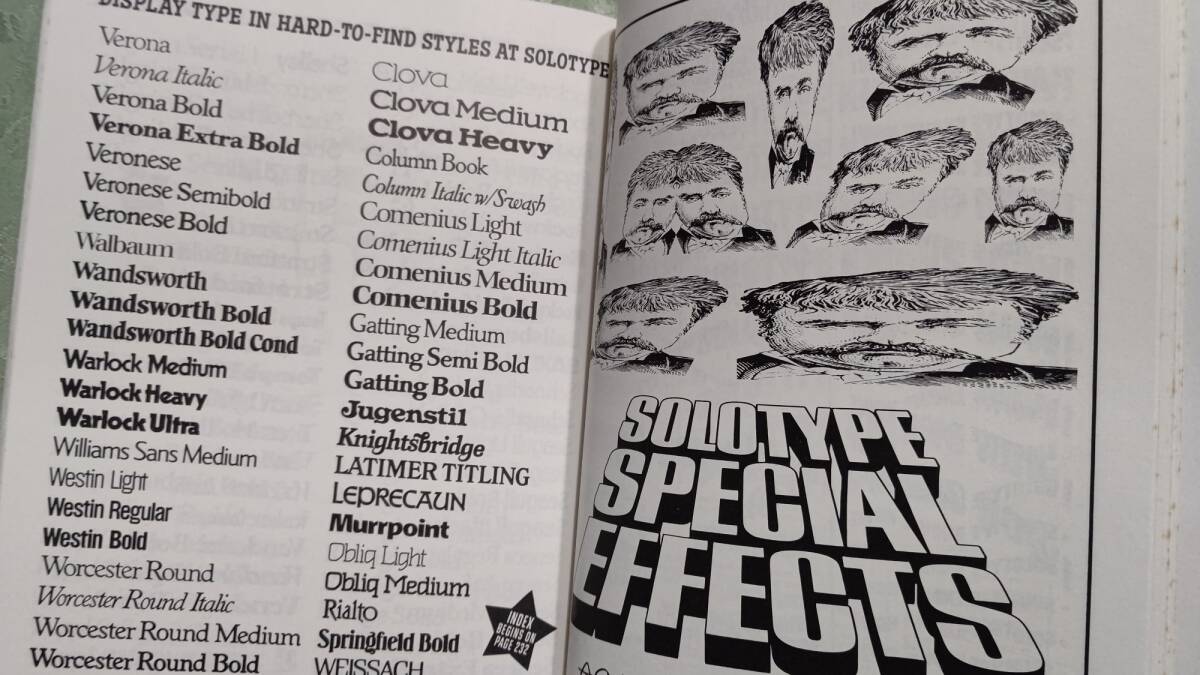 DISPLAY TYPE IN HARD-TO-FIND STYLES AT SOLOTYPE
Verona
Verona Italic
Verona Bold
Verona Extra Bold
Veronese
Veronese Semibold
Veronese Bold
Walbaum
Wandsworth
Wandsworth Bold
Wandsworth Bold Cond
Warlock Medium
Warlock Heavy
Warlock Ultra
Williams Sans Medium
Westin Light
Westin Regular
Westin Bold
Worcester Round
Worcester Round Italic
Worcester Round Medium
Worcester Round Bold
Clova
Clova Medium
Clova Heavy
Column Book
Column Italic w/Swash
Comenius Light
Comenius Light Italic
Comenius Medium
Comenius Bold
Gatting Medium
Gatting Semi Bold
Gatting Bold
Jugenstil
Knightsbridge
LATIMER TITLING
LEPRECAUN
Murrpoint
Obliq Light
Obliq Medium
Rialto
Springfield Bold
WEISSACH
INDEX
BEGINS ON
PAGE 232
SOLOTYPE
SPECIAL
EFFECTS